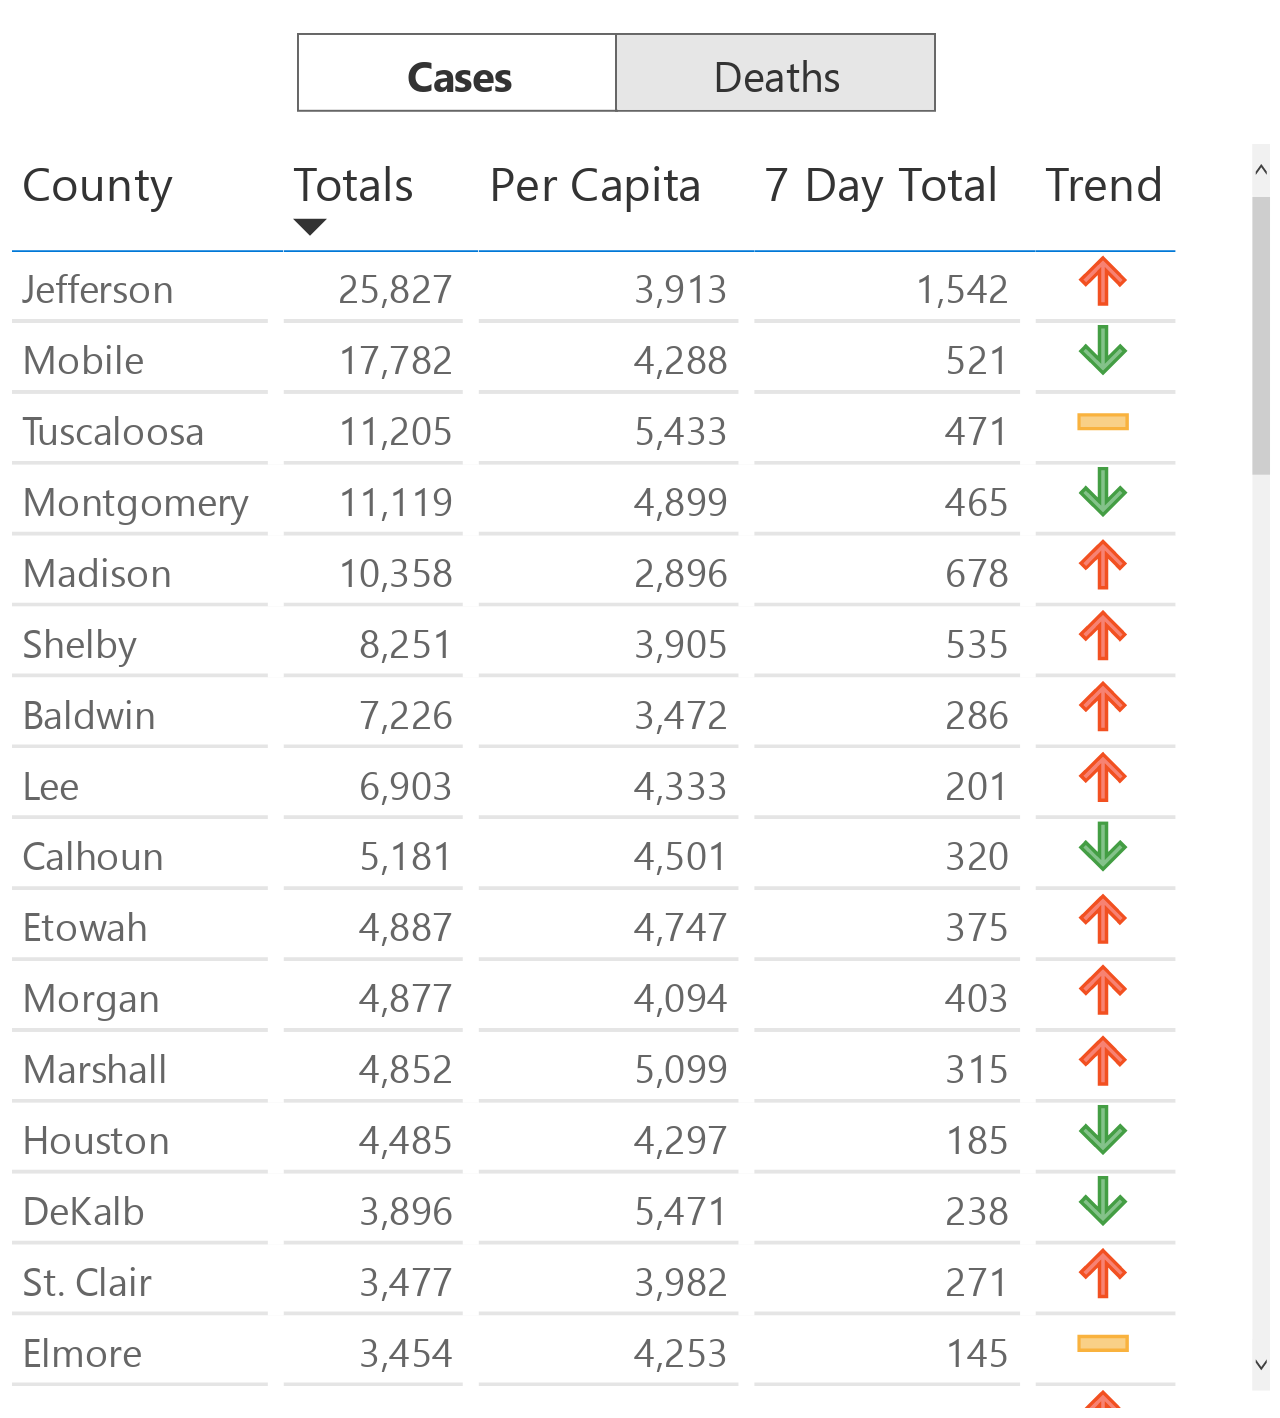 Cases Deaths
County Totals Per Capita 7 Day Total Trend
Jefferson 25,827 3,913 1,542
Mobile 17,782 4,288 521
Tuscaloosa 11,205 5,433 471
Montgomery 11,119 4,899 465
Madison 10,358 2,896 678
Shelby 8,251 3,905 535
Baldwin 7,226 3,472 286
Lee 6,903 4,333 201
Calhoun 5,181 4,501 320
Etowah 4,887 4,747 375
Morgan 4,877 4,094 403
Marshall 4,852 5,099 315
Houston 4,485 4,297 185
DeKalb 3,896 5,471 238
St. Clair 3,477 3,982 271
Elmore 3,454 4,253 145